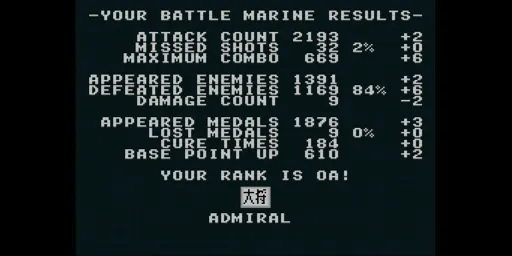 -YOUR BATTLE MARINE RESULTS-
ATTACK COUNT 2193 +2
MISSED SHOTS 32 2% +0
MAXIMUM COMBO 669 +6
APPEARED ENEMIES 1391 +2
DEFEATED ENEMIES 1169 84% +6
DAMAGE COUNT 9 -2
APPEARED MEDALS 1876 +3
LOST MEDALS 9 0% +0
CURE TIMES 184 +0
BASE POINT UP 610 +2
YOUR RANK IS OA!
大将
ADMIRAL